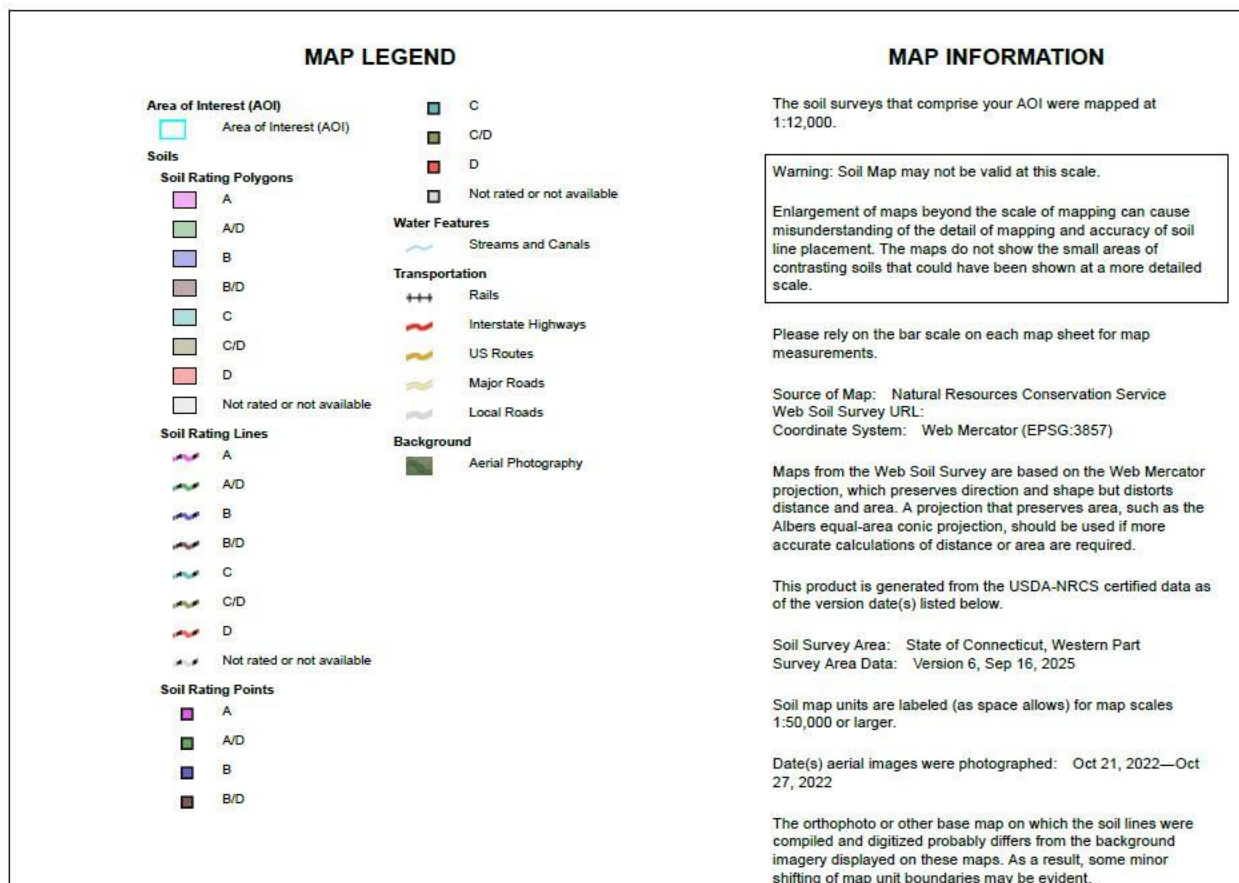 MAP LEGEND
Area of Interest (AOI)
Area of Interest (AOI)
Soils
Soil Rating Polygons
A
A/D
B
B/D
C
C/D
D
Not rated or not available
Soil Rating Lines
A
A/D
B
B/D
C
C/D
D
Not rated or not available
Soil Rating Points
A
A/D
B
B/D
C
C/D
D
Not rated or not available
Water Features
Streams and Canals
Transportation
Rails
Interstate Highways
US Routes
Major Roads
Local Roads
Background
Aerial Photography
MAP INFORMATION
The soil surveys that comprise your AOI were mapped at
1:12,000.
Warning: Soil Map may not be valid at this scale.
Enlargement of maps beyond the scale of mapping can cause
misunderstanding of the detail of mapping and accuracy of soil
line placement. The maps do not show the small areas of
contrasting soils that could have been shown at a more detailed
scale.
Please rely on the bar scale on each map sheet for map
measurements.
Source of Map: Natural Resources Conservation Service
Web Soil Survey URL:
Coordinate System: Web Mercator (EPSG:3857)
Maps from the Web Soil Survey are based on the Web Mercator
projection, which preserves direction and shape but distorts
distance and area. A projection that preserves area, such as the
Albers equal-area conic projection, should be used if more
accurate calculations of distance or area are required.
This product is generated from the USDA-NRCS certified data as
of the version date(s) listed below.
Soil Survey Area: State of Connecticut, Western Part
Survey Area Data: Version 6, Sep 16, 2025
Soil map units are labeled (as space allows) for map scales
1:50,000 or larger.
Date(s) aerial images were photographed: Oct 21, 2022—Oct
27, 2022
The orthophoto or other base map on which the soil lines were
compiled and digitized probably differs from the background
imagery displayed on these maps. As a result, some minor
shifting of map unit boundaries may be evident.